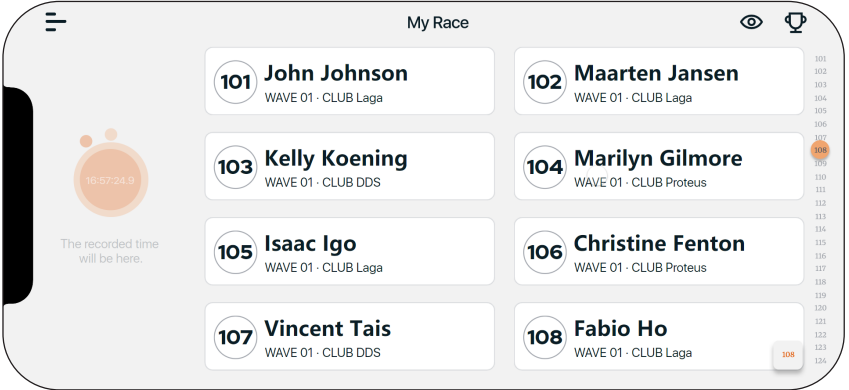 My Race
101 John Johnson
WAVE 01 · CLUB Laga
102 Maarten Jansen
WAVE 01 · CLUB Laga
103 Kelly Koening
WAVE 01 · CLUB DDS
104 Marilyn Gilmore
WAVE 01 · CLUB Proteus
105 Isaac Igo
WAVE 01 · CLUB Laga
106 Christine Fenton
WAVE 01 · CLUB Proteus
107 Vincent Tais
WAVE 01 · CLUB DDS
108 Fabio Ho
WAVE 01 · CLUB Laga
16:57:24.9
The recorded time
will be here.
101
102
103
104
105
106
107
108
109
110
111
112
113
114
115
116
117
118
119
120
121
122
123
124
108